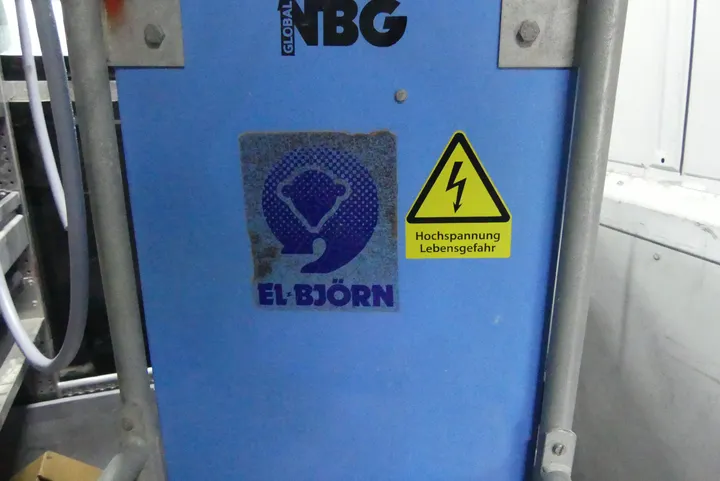 GLOBAL
NBG
EL-BJÖRN
Hochspannung
Lebensgefahr